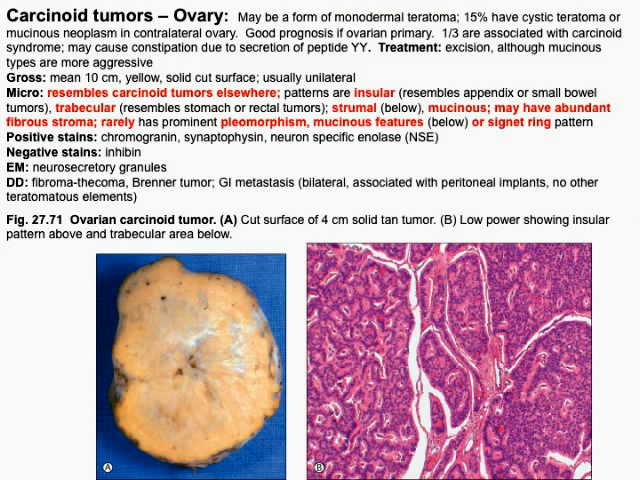 Carcinoid tumors – Ovary: May be a form of monodermal teratoma; 15% have cystic teratoma or
mucinous neoplasm in contralateral ovary. Good prognosis if ovarian primary. 1/3 are associated with carcinoid
syndrome; may cause constipation due to secretion of peptide YY. Treatment: excision, although mucinous
types are more aggressive
Gross: mean 10 cm, yellow, solid cut surface; usually unilateral
Micro: resembles carcinoid tumors elsewhere; patterns are insular (resembles appendix or small bowel
tumors), trabecular (resembles stomach or rectal tumors); strumal (below), mucinous; may have abundant
fibrous stroma; rarely has prominent pleomorphism, mucinous features (below) or signet ring pattern
Positive stains: chromogranin, synaptophysin, neuron specific enolase (NSE)
Negative stains: inhibin
EM: neurosecretory granules
DD: fibroma-thecoma, Brenner tumor; GI metastasis (bilateral, associated with peritoneal implants, no other
teratomatous elements)
Fig. 27.71 Ovarian carcinoid tumor. (A) Cut surface of 4 cm solid tan tumor. (B) Low power showing insular
pattern above and trabecular area below.
A
B